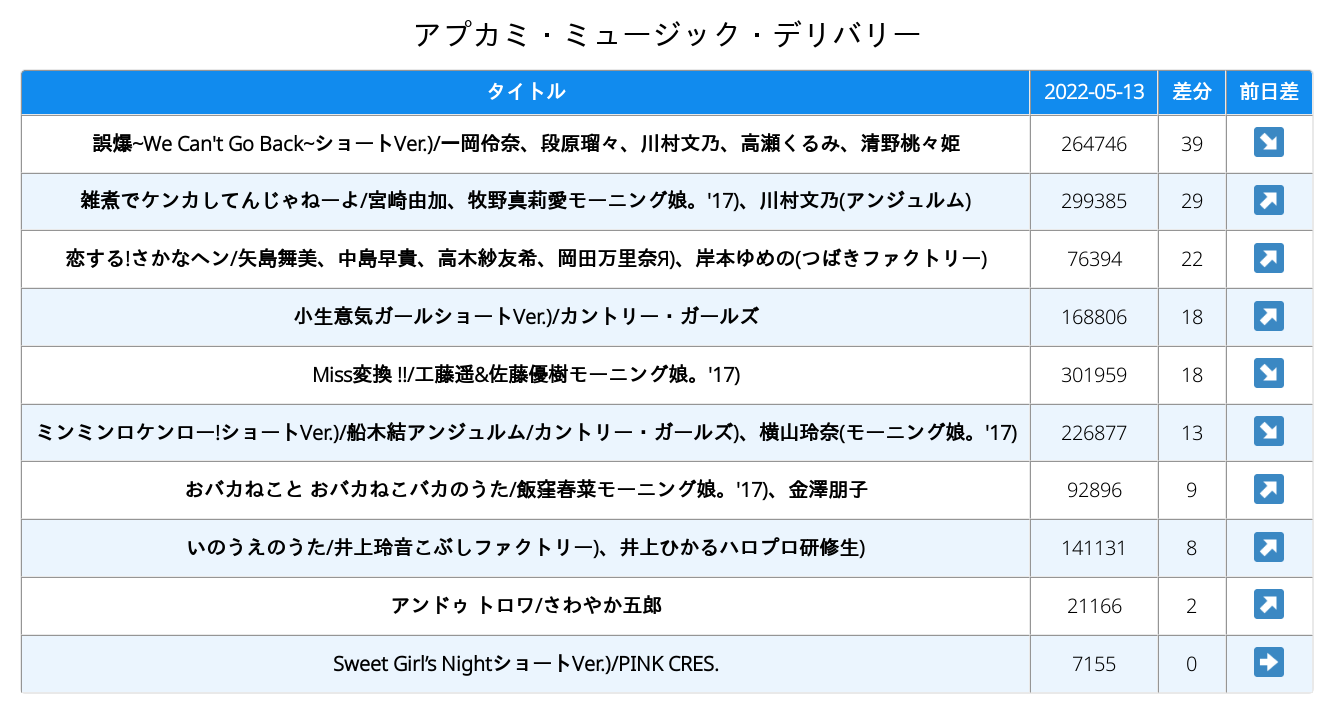 アプカミ・ミュージック・デリバリー
タイトル 2022-05-13 差分 前日差
誤爆~We Can't Go Back~ショートVer.)/一岡伶奈、段原瑠々、川村文乃、高瀬くるみ、清野桃々姫 264746 39
雑煮でケンカしてんじゃねーよ/宮崎由加、牧野真莉愛モーニング娘。'17)、川村文乃(アンジュルム) 299385 29
恋する!さかなヘン/矢島舞美、中島早貴、高木紗友希、岡田万里奈Я)、岸本ゆめの(つばきファクトリー) 76394 22
小生意気ガールショートVer.)/カントリー・ガールズ 168806 18
Miss変換 !!/工藤遥&佐藤優樹モーニング娘。'17) 301959 18
ミンミンロケンロー!ショートVer.)/船木結アンジュルム/カントリー・ガールズ)、横山玲奈(モーニング娘。'17) 226877 13
おバカねこと おバカねこバカのうた/飯窪春菜モーニング娘。'17)、金澤朋子 92896 9
いのうえのうた/井上玲音こぶしファクトリー)、井上ひかるハロプロ研修生) 141131 8
アンドゥ トロワ/さわやか五郎 21166 2
Sweet Girl’s NightショートVer.)/PINK CRES. 7155 0